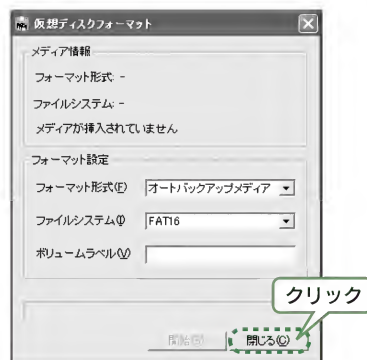 仮想ディスクフォーマット
メディア情報
フォーマット形式: -
ファイルシステム: -
メディアが挿入されていません
フォーマット設定
フォーマット形式(F) オートバックアップメディア
ファイルシステム(I) FAT16
ボリュームラベル(V)
クリック
開始(S) 閉じる(C)